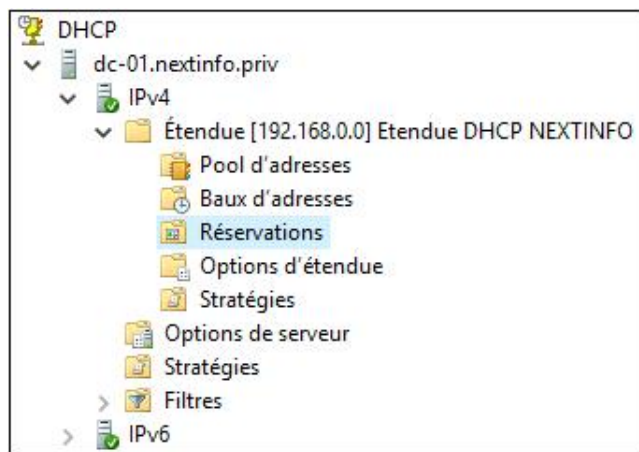 DHCP
dc-01.nextinfo.priv
IPv4
Étendue [192.168.0.0] Etendue DHCP NEXTINFO
Pool d'adresses
Baux d'adresses
Réservations
Options d'étendue
Stratégies
Options de serveur
Stratégies
Filtres
IPv6